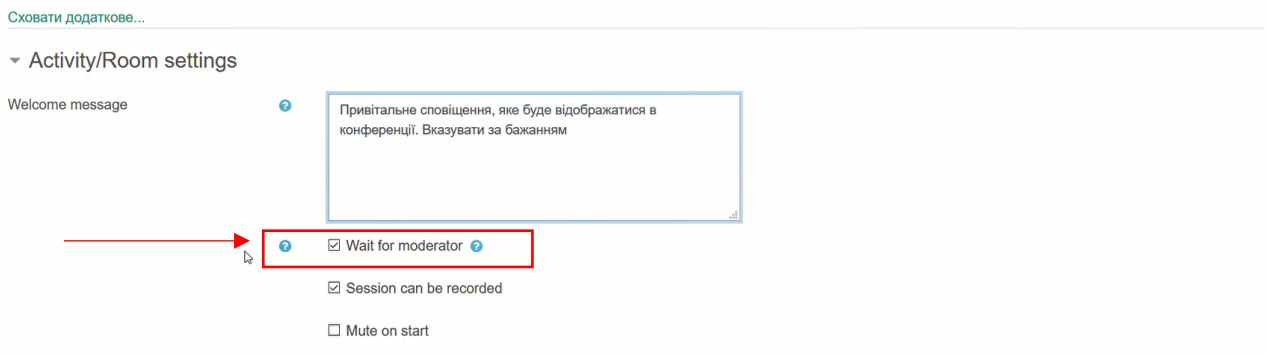 Сховати додаткове...
Activity/Room settings
Welcome message
Привітальне сповіщення, яке буде відображатися в
конференції. Вказувати за бажанням
Wait for moderator
Session can be recorded
Mute on start